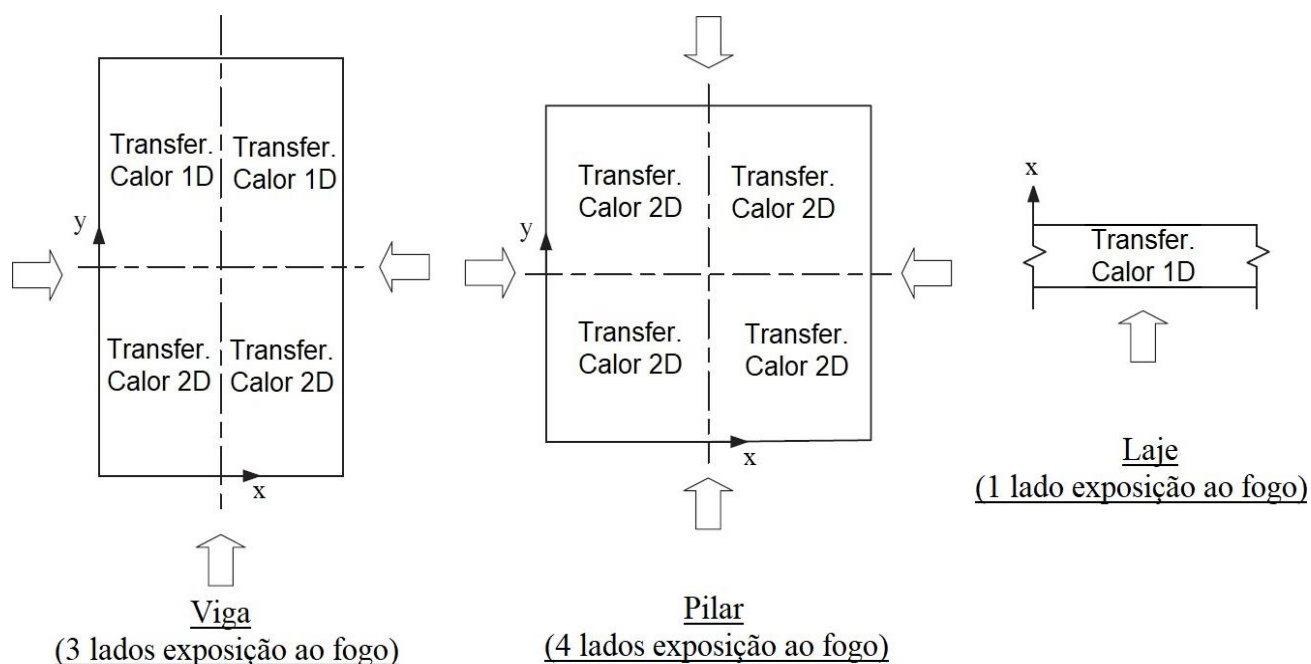 Transfer.
Calor 1D
Transfer.
Calor 1D
y
Transfer.
Calor 2D
Transfer.
Calor 2D
x
Viga
(3 lados exposição ao fogo)
Transfer.
Calor 2D
Transfer.
Calor 2D
y
Transfer.
Calor 2D
Transfer.
Calor 2D
x
Pilar
(4 lados exposição ao fogo)
x
Transfer.
Calor 1D
Laje
(1 lado exposição ao fogo)